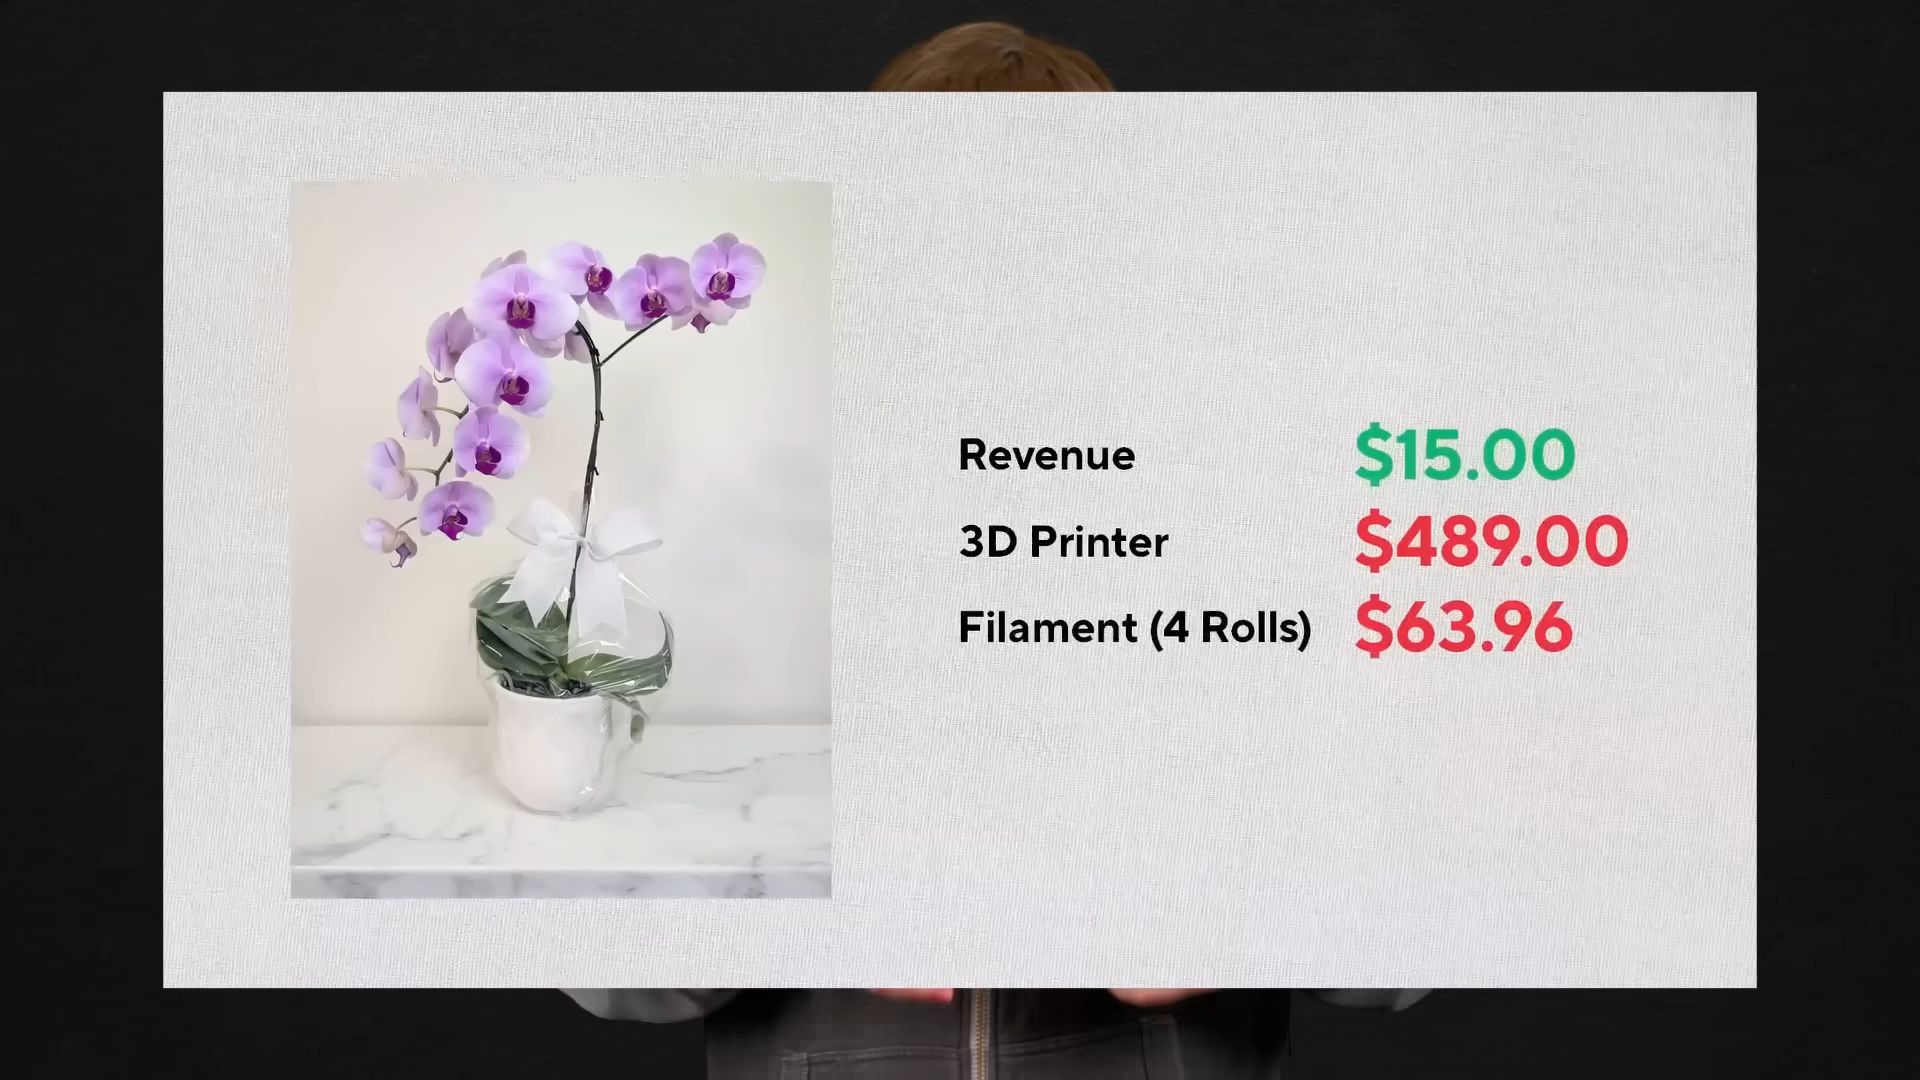 Revenue $15.00
3D Printer $489.00
Filament (4 Rolls) $63.96